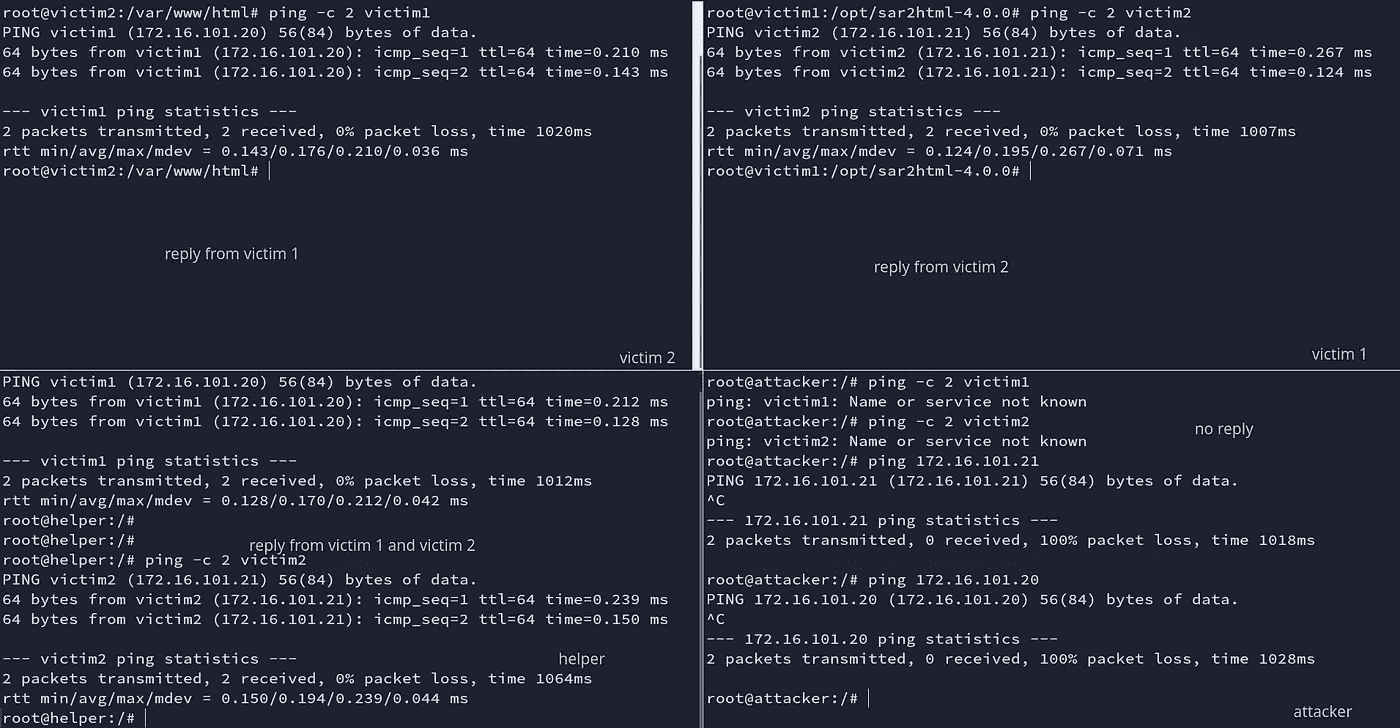 root@victim2:/var/www/html# ping -c 2 victim1
PING victim1 (172.16.101.20) 56(84) bytes of data.
64 bytes from victim1 (172.16.101.20): icmp_seq=1 ttl=64 time=0.210 ms
64 bytes from victim1 (172.16.101.20): icmp_seq=2 ttl=64 time=0.143 ms
--- victim1 ping statistics ---
2 packets transmitted, 2 received, 0% packet loss, time 1020ms
rtt min/avg/max/mdev = 0.143/0.176/0.210/0.036 ms
root@victim2:/var/www/html#
reply from victim 1
victim 2
root@victim1:/opt/sar2html-4.0.0# ping -c 2 victim2
PING victim2 (172.16.101.21) 56(84) bytes of data.
64 bytes from victim2 (172.16.101.21): icmp_seq=1 ttl=64 time=0.267 ms
64 bytes from victim2 (172.16.101.21): icmp_seq=2 ttl=64 time=0.124 ms
--- victim2 ping statistics ---
2 packets transmitted, 2 received, 0% packet loss, time 1007ms
rtt min/avg/max/mdev = 0.124/0.195/0.267/0.071 ms
root@victim1:/opt/sar2html-4.0.0#
reply from victim 2
victim 1
PING victim1 (172.16.101.20) 56(84) bytes of data.
64 bytes from victim1 (172.16.101.20): icmp_seq=1 ttl=64 time=0.212 ms
64 bytes from victim1 (172.16.101.20): icmp_seq=2 ttl=64 time=0.128 ms
--- victim1 ping statistics ---
2 packets transmitted, 2 received, 0% packet loss, time 1012ms
rtt min/avg/max/mdev = 0.128/0.170/0.212/0.042 ms
root@helper:/#
root@helper:/#
reply from victim 1 and victim 2
root@helper:/# ping -c 2 victim2
PING victim2 (172.16.101.21) 56(84) bytes of data.
64 bytes from victim2 (172.16.101.21): icmp_seq=1 ttl=64 time=0.239 ms
64 bytes from victim2 (172.16.101.21): icmp_seq=2 ttl=64 time=0.150 ms
--- victim2 ping statistics ---
helper
2 packets transmitted, 2 received, 0% packet loss, time 1064ms
rtt min/avg/max/mdev = 0.150/0.194/0.239/0.044 ms
root@helper:/#
root@attacker:/# ping -c 2 victim1
ping: victim1: Name or service not known
root@attacker:/# ping -c 2 victim2
no reply
ping: victim2: Name or service not known
root@attacker:/# ping 172.16.101.21
PING 172.16.101.21 (172.16.101.21) 56(84) bytes of data.
^C
--- 172.16.101.21 ping statistics ---
2 packets transmitted, 0 received, 100% packet loss, time 1018ms
root@attacker:/# ping 172.16.101.20
PING 172.16.101.20 (172.16.101.20) 56(84) bytes of data.
^C
--- 172.16.101.20 ping statistics ---
2 packets transmitted, 0 received, 100% packet loss, time 1028ms
root@attacker:/#
attacker